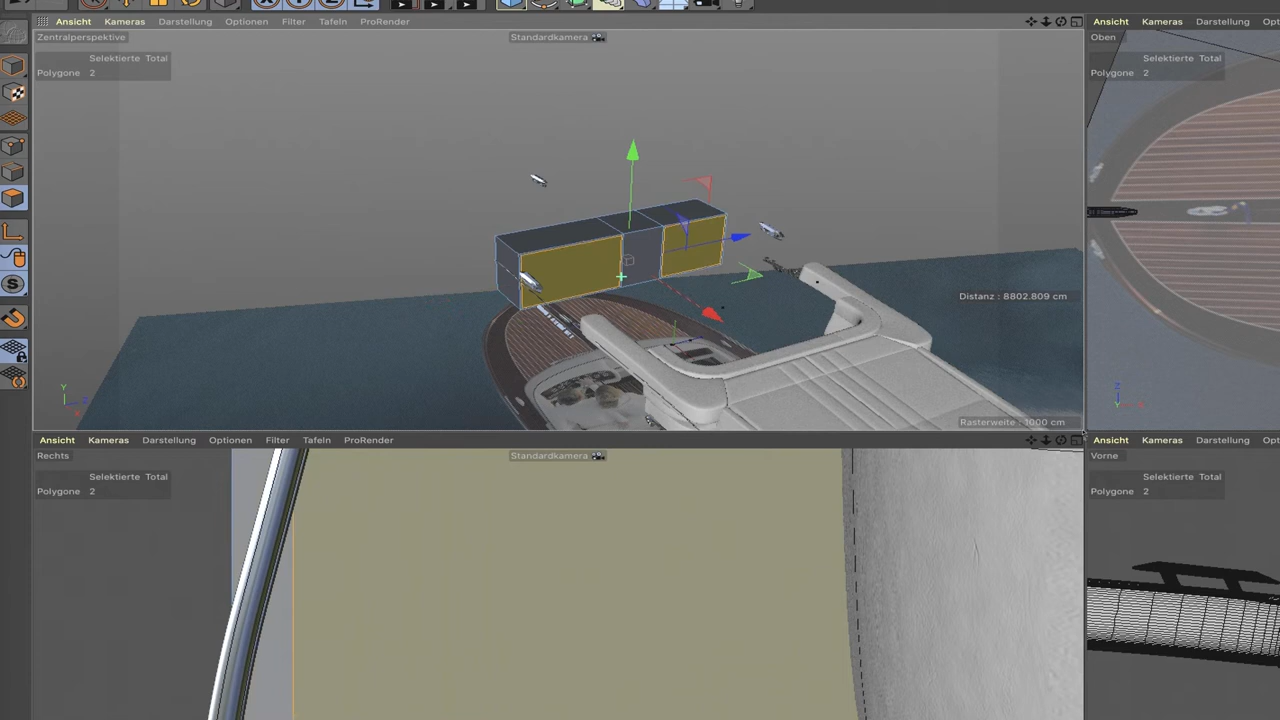 Ansicht Kameras Darstellung Optionen Filter Tafeln ProRender
Zentralperspektive
Standardkamera
Selektierte Total
Polygone 2
Distanz : 8802.809 cm
Rasterweite : 1000 cm
Y
Z
X
Ansicht Kameras Darstellung Opt
Oben
Selektierte Total
Polygone 2
Z
Y
X
Ansicht Kameras Darstellung Optionen Filter Tafeln ProRender
Rechts
Standardkamera
Selektierte Total
Polygone 2
Ansicht Kameras Darstellung Opt
Vorne
Selektierte Total
Polygone 2